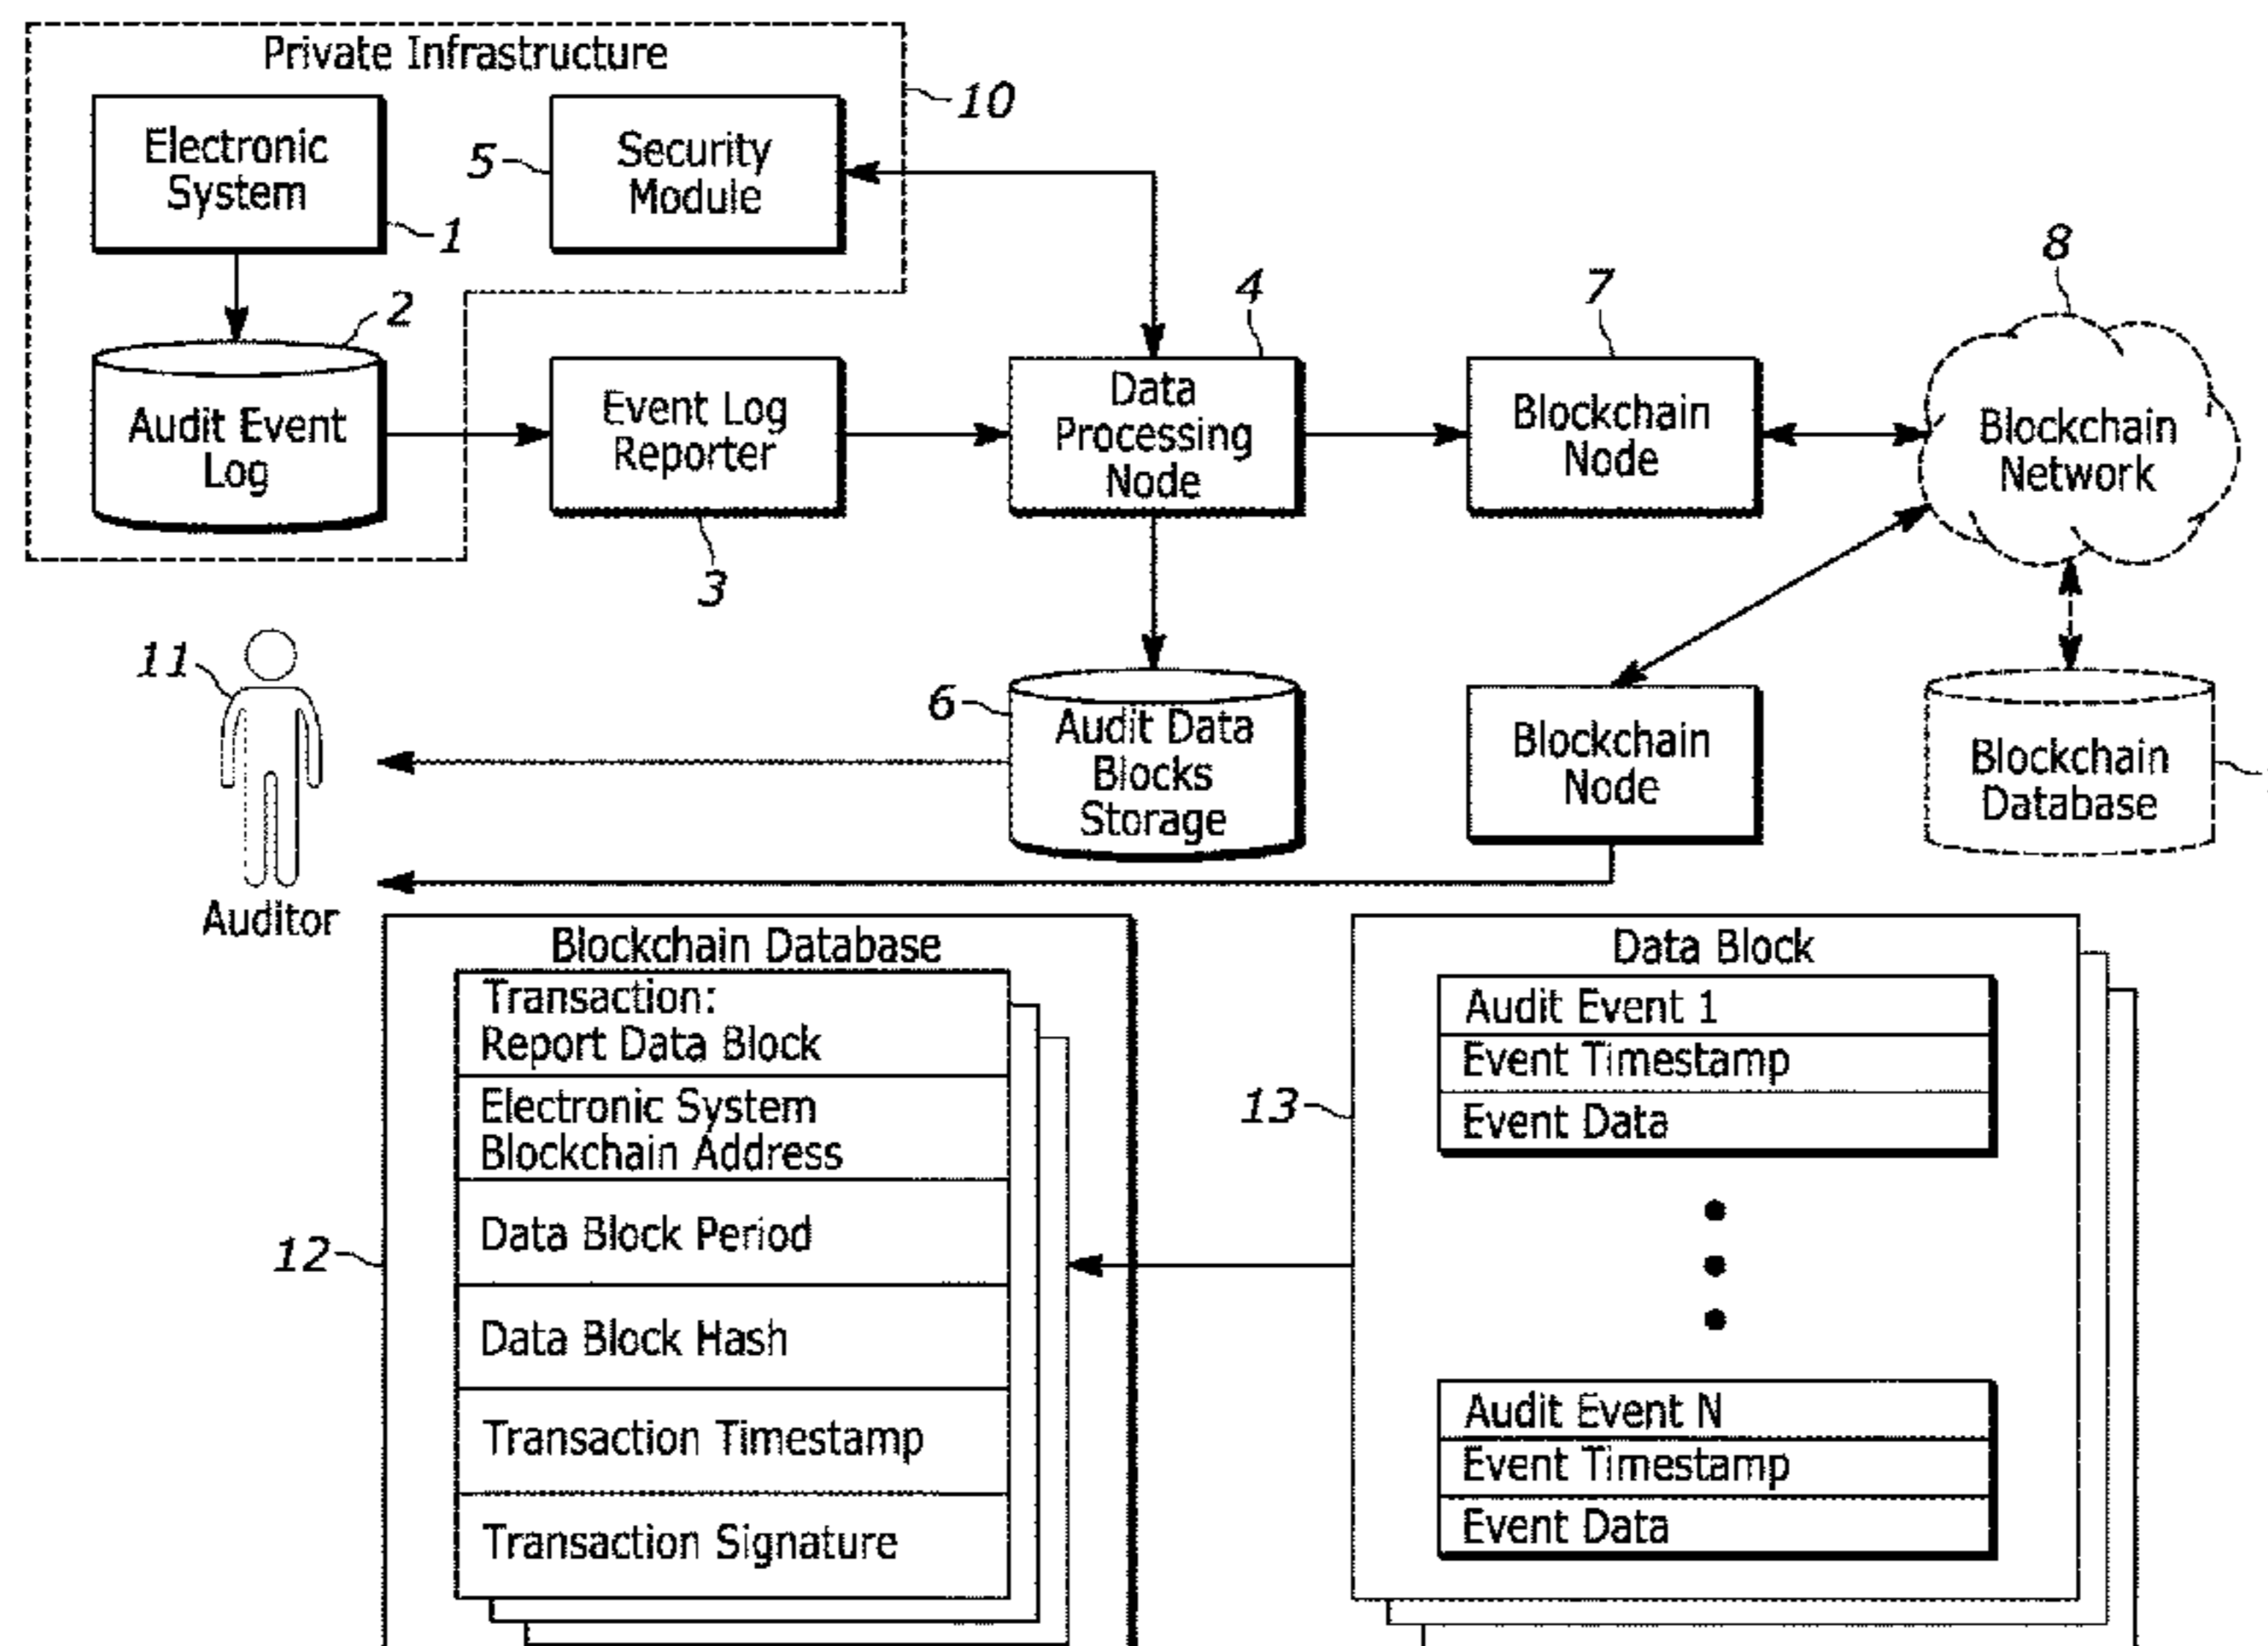 Private Infrastructure
10
Electronic
System
1
5
Security
Module
2
Audit Event
Log
Event Log
Reporter
3
4
Data
Processing
Node
7
Blockchain
Node
8
Blockchain
Network
11
Auditor
6
Audit Data
Blocks
Storage
Blockchain
Node
Blockchain
Database
12
Blockchain Database
Transaction:
Report Data Block
Electronic System
Blockchain Address
Data Block Period
Data Block Hash
Transaction Timestamp
Transaction Signature
13
Data Block
Audit Event 1
Event Timestamp
Event Data
Audit Event N
Event Timestamp
Event Data